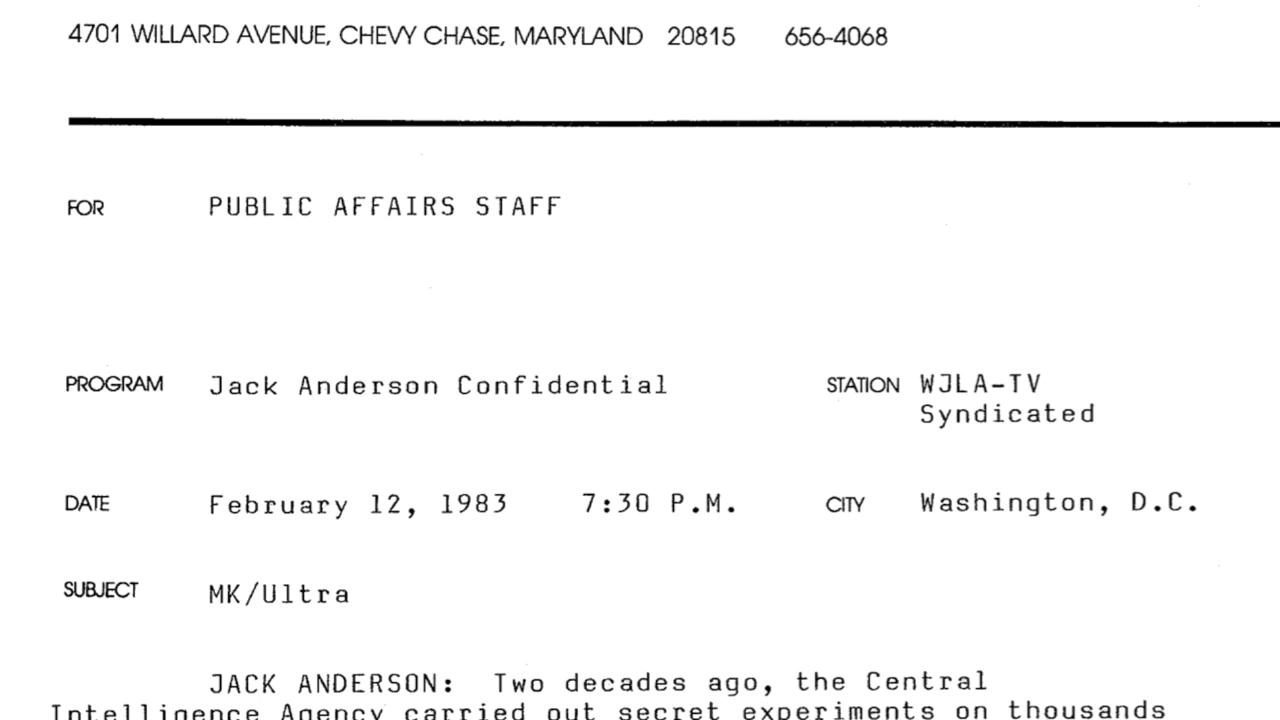 4701 WILLARD AVENUE, CHEVY CHASE, MARYLAND 20815 656-4068
FOR PUBLIC AFFAIRS STAFF
PROGRAM Jack Anderson Confidential STATION WJLA-TV
Syndicated
DATE February 12, 1983 7:30 P.M. CITY Washington, D.C.
SUBJECT MK/Ultra
JACK ANDERSON: Two decades ago, the Central
Intelligence Agency carried out secret experiments on thousands